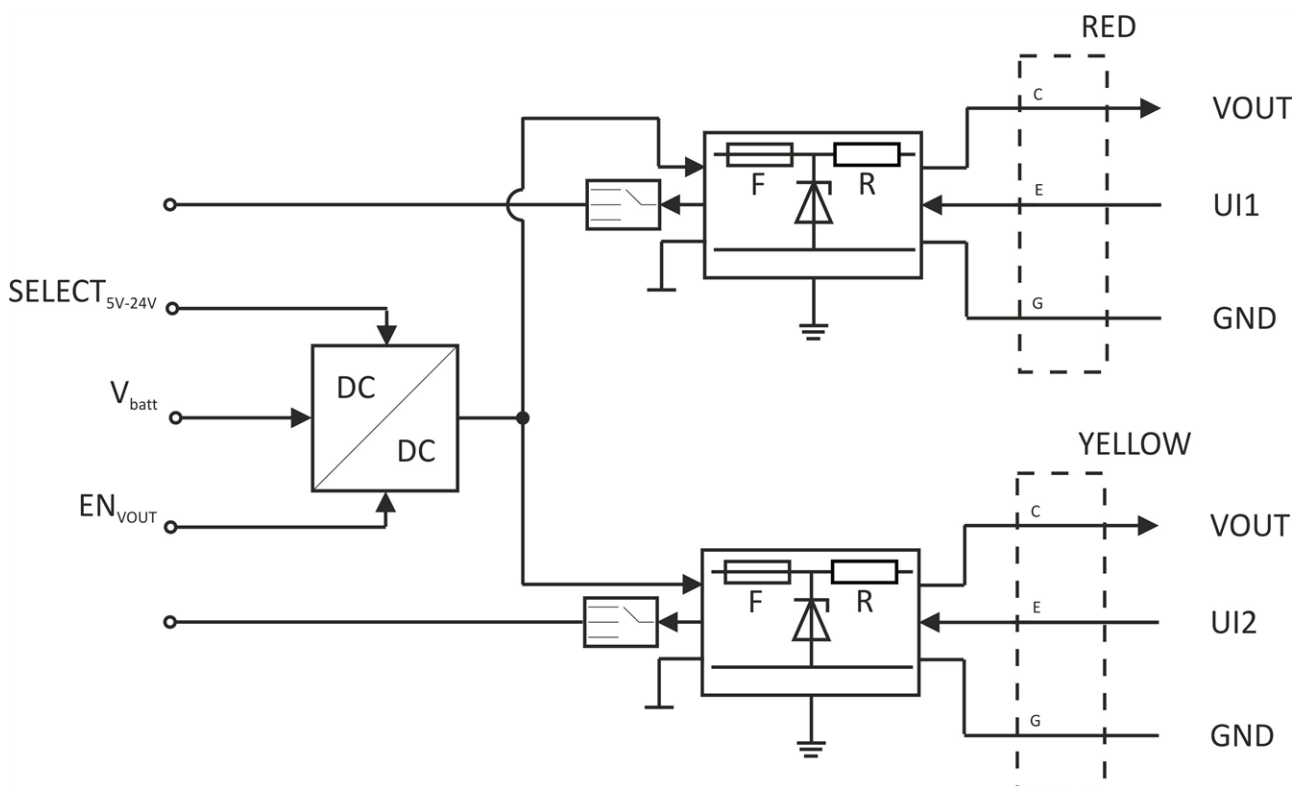 RED
C
VOUT
F
R
E
UI1
SELECT5V-24V
G
GND
DC
Vbatt
DC
YELLOW
ENVOUT
C
VOUT
F
R
E
UI2
G
GND